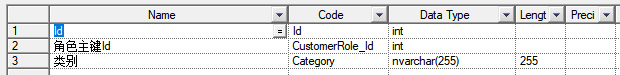 Name Code Data Type Lengt Preci
1 Id = Id int
2 角色主键Id CustomerRole_Id int
3 类别 Category nvarchar(255) 255